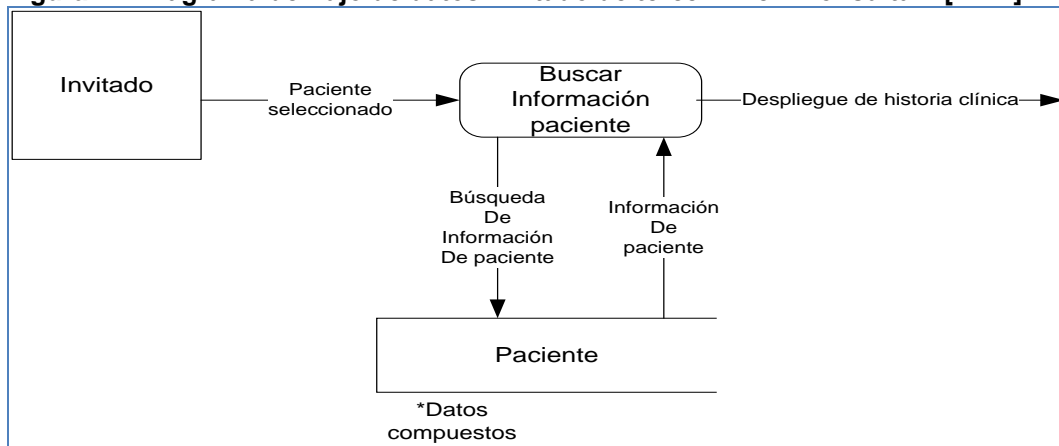 Invitado
Paciente
seleccionado
Buscar
Información
paciente
Despliegue de historia clínica
Búsqueda
De
Información
De paciente
Información
De
paciente
Paciente
*Datos
compuestos